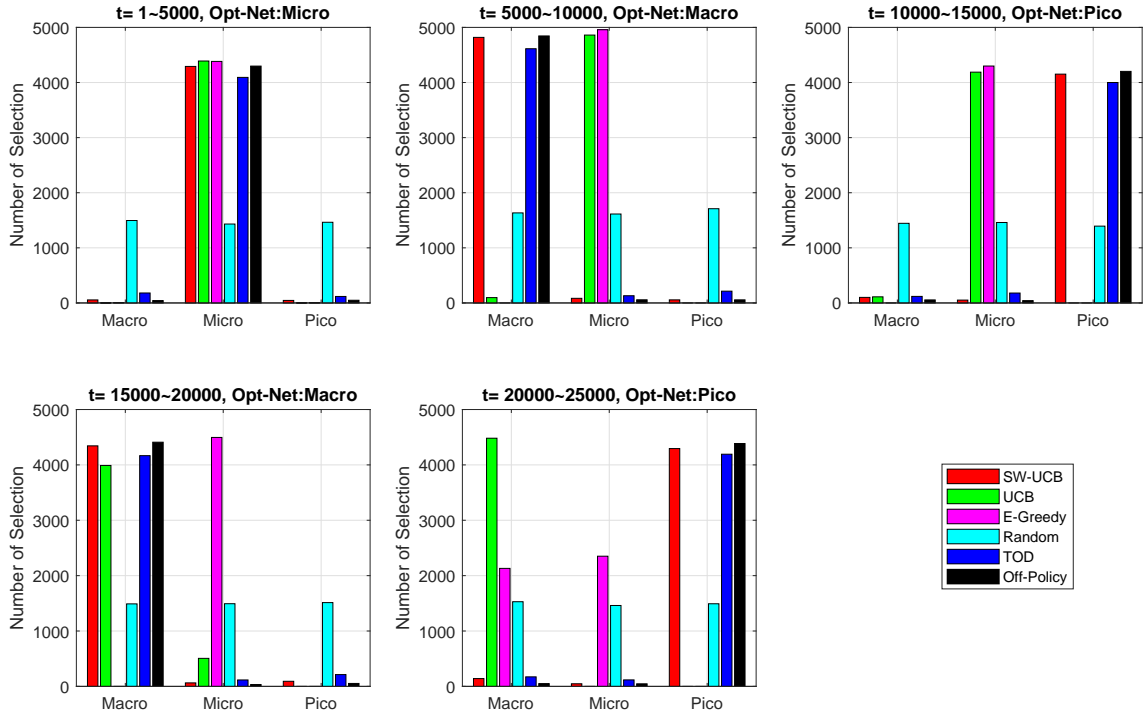 t= 1~5000, Opt-Net:Micro
Number of Selection
5000
4000
3000
2000
1000
0
Macro Micro Pico
t= 5000~10000, Opt-Net:Macro
Number of Selection
5000
4000
3000
2000
1000
0
Macro Micro Pico
t= 10000~15000, Opt-Net:Pico
Number of Selection
5000
4000
3000
2000
1000
0
Macro Micro Pico
t= 15000~20000, Opt-Net:Macro
Number of Selection
5000
4000
3000
2000
1000
0
Macro Micro Pico
t= 20000~25000, Opt-Net:Pico
Number of Selection
5000
4000
3000
2000
1000
0
Macro Micro Pico
SW-UCB
UCB
E-Greedy
Random
TOD
Off-Policy